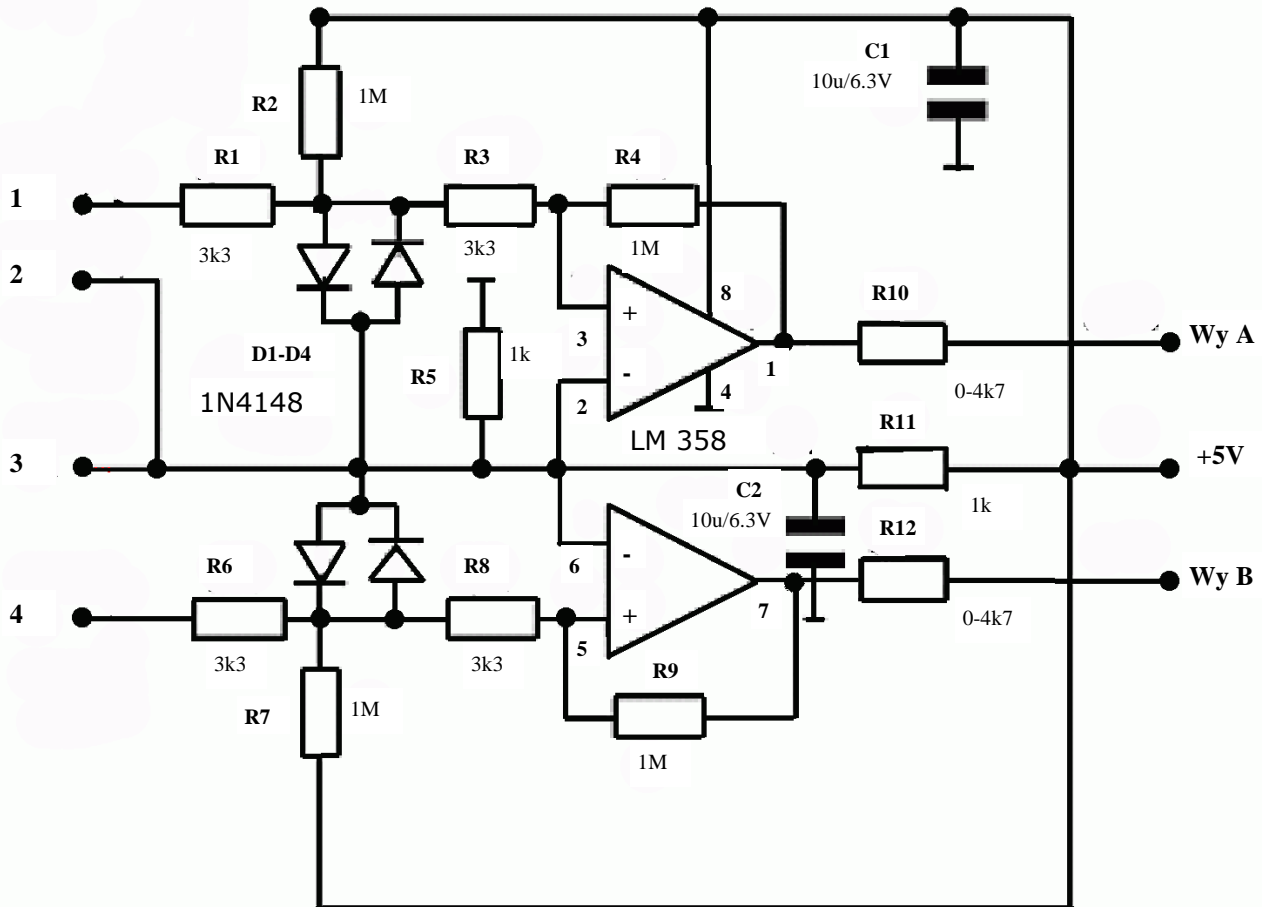 C1
10u/6.3V
R2
1M
R1
R3
R4
1
3k3
3k3
1M
2
8
R10
+
3
1k
Wy A
D1-D4
R5
-
1
4
0-4k7
1N4148
2
R11
LM 358
3
+5V
C2
1k
10u/6.3V
R12
R6
R8
6
-
Wy B
4
7
+
5
0-4k7
3k3
3k3
R9
R7
1M
1M